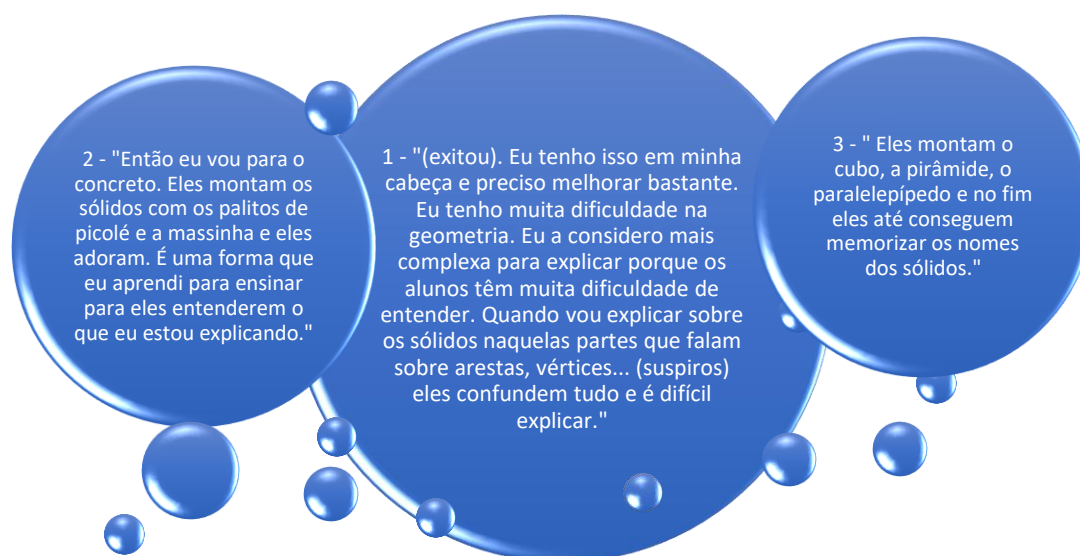 2 - "Então eu vou para o
concreto. Eles montam os
sólidos com os palitos de
picolé e a massinha e eles
adoram. É uma forma que
eu aprendi para ensinar
para eles entenderem o
que eu estou explicando."
1 - "(exitou). Eu tenho isso em minha
cabeça e preciso melhorar bastante.
Eu tenho muita dificuldade na
geometria. Eu a considero mais
complexa para explicar porque os
alunos têm muita dificuldade de
entender. Quando vou explicar sobre
os sólidos naquelas partes que falam
sobre arestas, vértices... (suspiros)
eles confundem tudo e é difícil
explicar."
3 - " Eles montam o
cubo, a pirâmide, o
paralelepípedo e no fim
eles até conseguem
memorizar os nomes
dos sólidos."